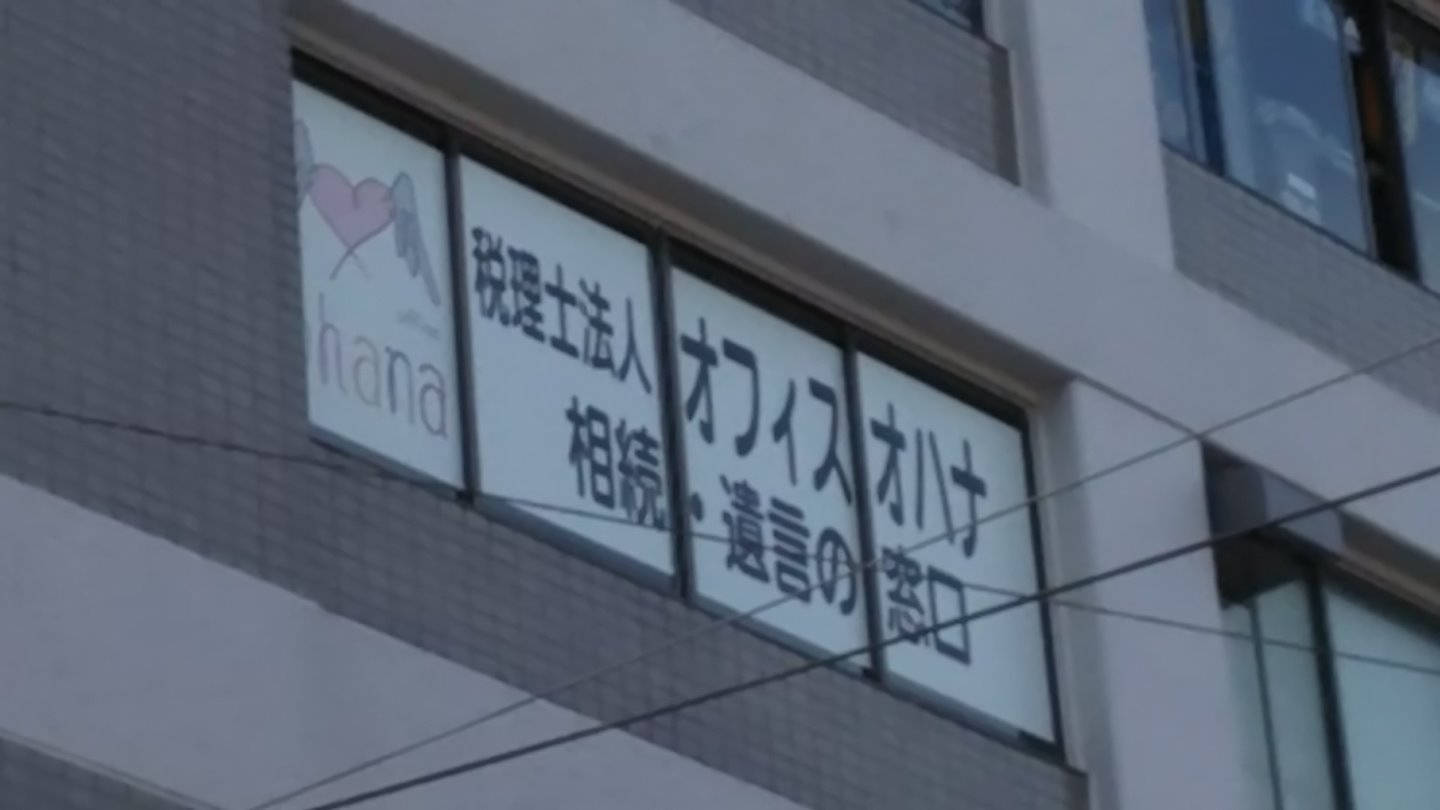 hana
税理士法人 オフィス オハナ
相続・遺言の窓口